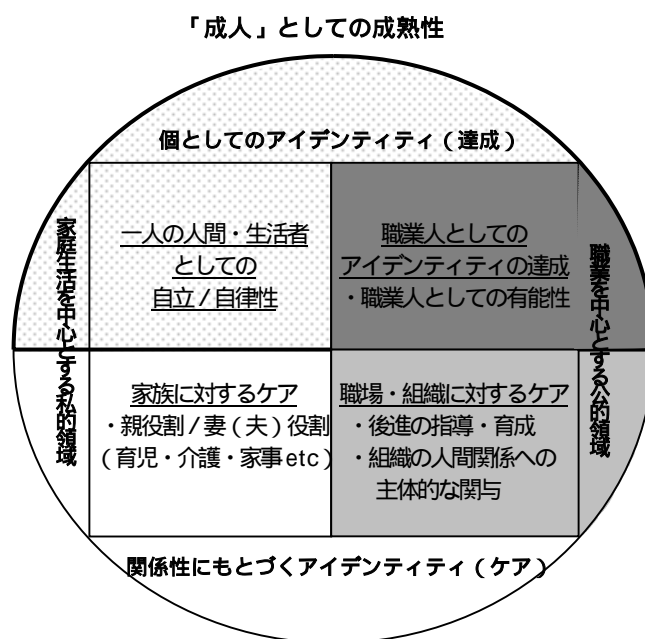 「成人」としての成熟性
個としてのアイデンティティ(達成)
家庭生活を中心とする私的領域
一人の人間・生活者
としての
自立/自律性
職業人としての
アイデンティティの達成
・職業人としての有能性
職業を中心とする公的領域
家族に対するケア
・親役割/妻(夫)役割
(育児・介護・家事etc)
職場・組織に対するケア
・後進の指導・育成
・組織の人間関係への
主体的な関与
関係性にもとづくアイデンティティ(ケア)